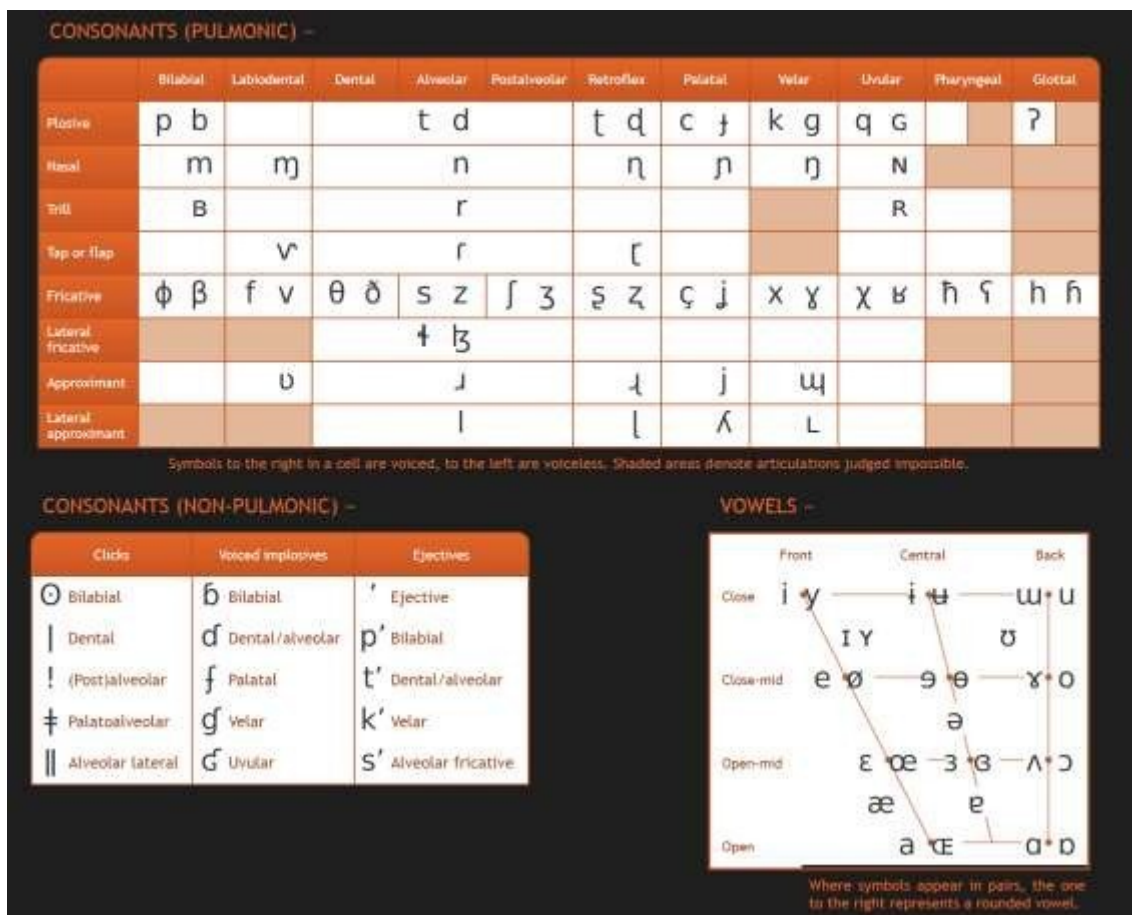 CONSONANTS (PULMONIC) –
Bilabial Labiodental Dental Alveolar Postalveolar Retroflex Palatal Velar Uvular Pharyngeal Glottal
Plosive p b t d ʈ ɖ c ɟ k g q ɢ ʔ
Nasal m ɱ n ɳ ɲ ŋ ɴ
Trill ʙ r ʀ
Tap or flap ⱱ ɾ ɽ
Fricative ɸ β f v θ ð s z ʃ ʒ ʂ ʐ ç ʝ x ɣ χ ʁ ħ ʕ h ɦ
Lateral
fricative ɬ ɮ
Approximant ʋ ɹ ɻ j ɰ
Lateral
approximant l ɭ ʎ ʟ
Symbols to the right in a cell are voiced, to the left are voiceless. Shaded areas denote articulations judged impossible.
CONSONANTS (NON-PULMONIC) –
Clicks Voiced implosives Ejectives
ʘ Bilabial ɓ Bilabial ʼ Ejective
ǀ Dental ɗ Dental/alveolar pʼ Bilabial
ǃ (Post)alveolar ʄ Palatal tʼ Dental/alveolar
ǂ Palatoalveolar ɠ Velar kʼ Velar
ǁ Alveolar lateral ʛ Uvular sʼ Alveolar fricative
VOWELS –
Front Central Back
Close i y ɨ ʉ ɯ u
ɪ ʏ ʊ
Close-mid e ø ɘ ɵ ɤ o
ə
Open-mid ɛ œ ɜ ɞ ʌ ɔ
æ ɐ
Open a ɶ ɑ ɒ
Where symbols appear in pairs, the one
to the right represents a rounded vowel.